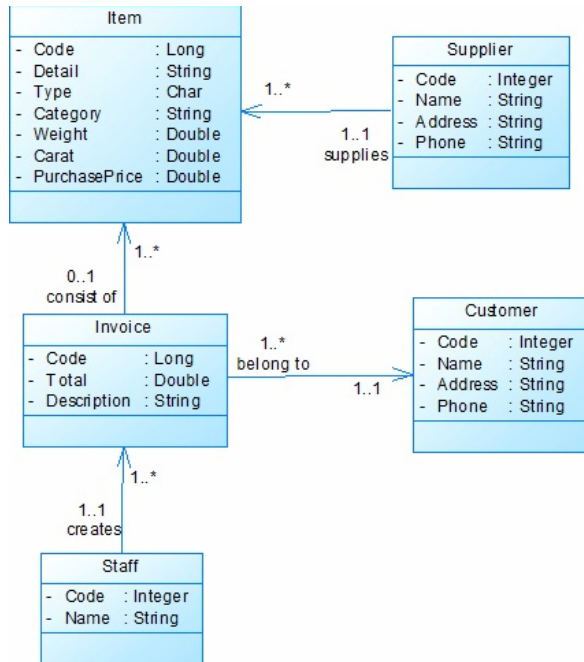 Item
- Code : Long
- Detail : String
- Type : Char
- Category : String
- Weight : Double
- Carat : Double
- PurchasePrice : Double
Supplier
- Code : Integer
- Name : String
- Address : String
- Phone : String
1..*
1..1
supplies
1..*
0..1
consist of
Invoice
- Code : Long
- Total : Double
- Description : String
1..*
belong to
1..1
Customer
- Code : Integer
- Name : String
- Address : String
- Phone : String
1..*
1..1
creates
Staff
- Code : Integer
- Name : String